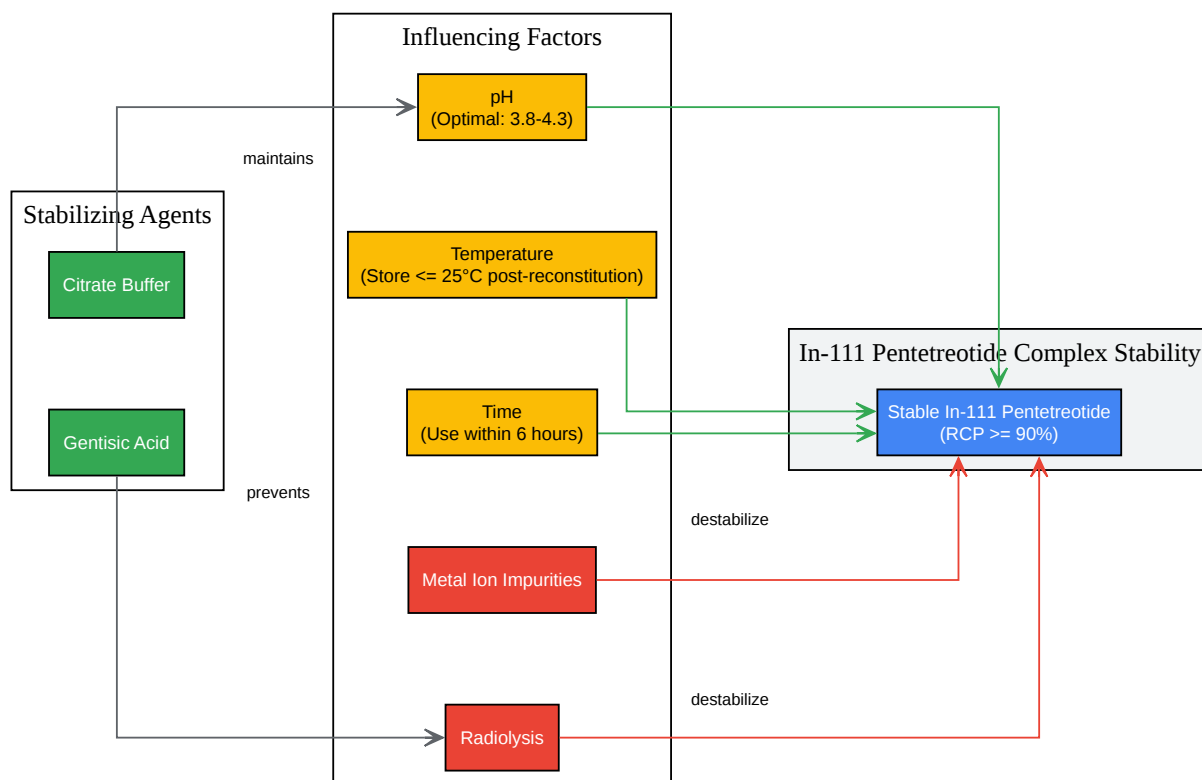 Influencing Factors
pH
(Optimal: 3.8-4.3)
maintains
Stabilizing Agents
Citrate Buffer
Temperature
(Store <= 25°C post-reconstitution)
In-111 Pentetreotide Complex Stability
Stable In-111 Pentetreotide
(RCP >= 90%)
Time
(Use within 6 hours)
Gentisic Acid
prevents
destabilize
Metal Ion Impurities
destabilize
Radiolysis